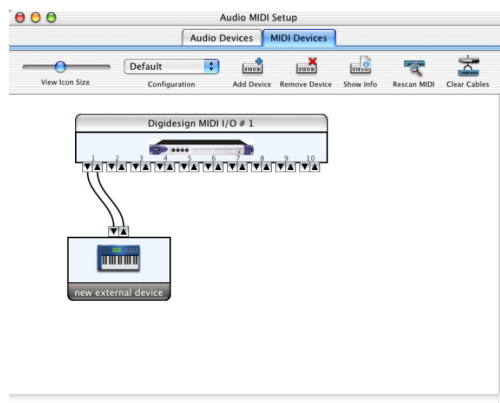 Audio MIDI Setup
Audio Devices MIDI Devices
Default
View Icon Size Configuration Add Device Remove Device Show Info Rescan MIDI Clear Cables
Digidesign MIDI I/O # 1
1 2 3 4 5 6 7 8 9 10
new external device